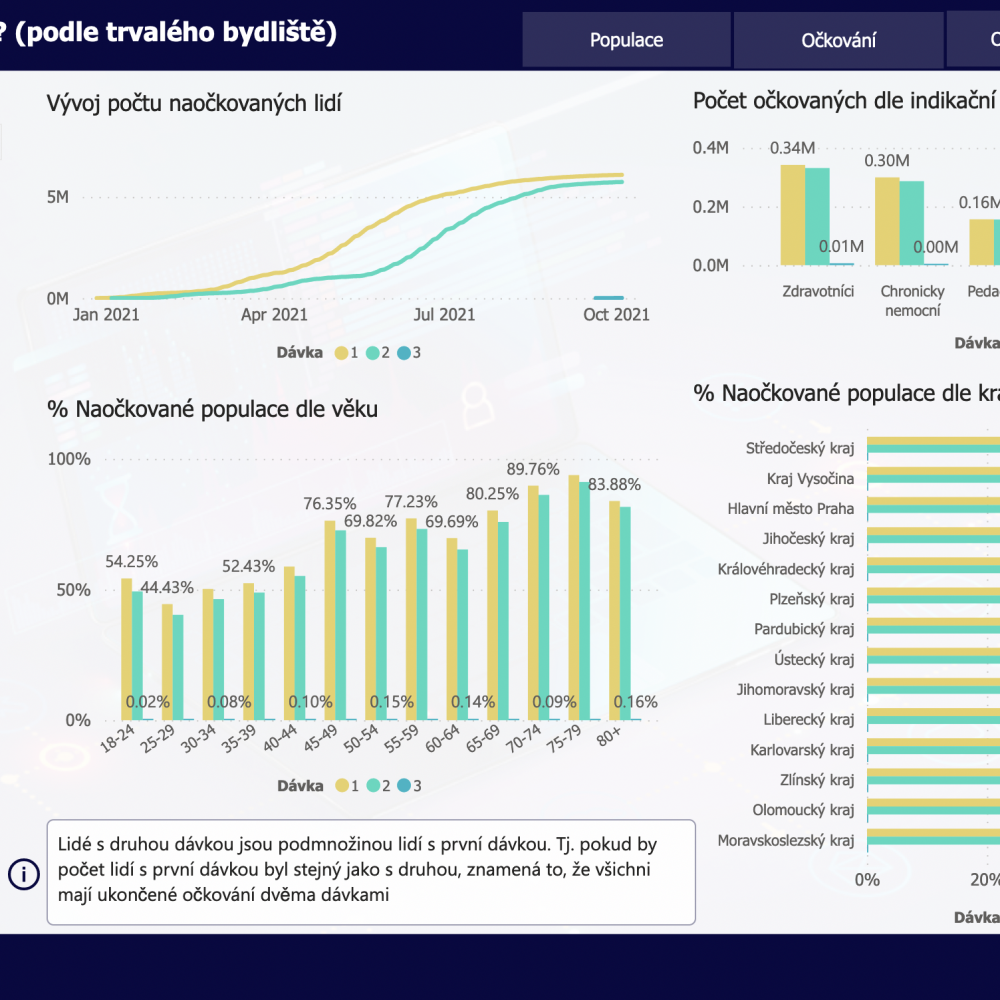 ? (podle trvalého bydliště)
Populace
Očkování
Vývoj počtu naočkovaných lidí
5M
0M
Jan 2021
Apr 2021
Jul 2021
Oct 2021
Dávka 1 2 3
Počet očkovaných dle indikační
0.4M
0.2M
0.0M
0.34M
0.01M
0.30M
0.00M
0.16M
Zdravotníci
Chronicky
nemocní
Dávka
% Naočkované populace dle věku
100%
50%
0%
54.25%
44.43%
52.43%
76.35%
69.82%
77.23%
69.69%
80.25%
89.76%
83.88%
0.02%
0.08%
0.10%
0.15%
0.14%
0.09%
0.16%
18-24
25-29
30-34
35-39
40-44
45-49
50-54
55-59
60-64
65-69
70-74
75-79
80+
Dávka 1 2 3
% Naočkované populace dle
Středočeský kraj
Kraj Vysočina
Hlavní město Praha
Jihočeský kraj
Královéhradecký kraj
Plzeňský kraj
Pardubický kraj
Ústecký kraj
Jihomoravský kraj
Liberecký kraj
Karlovarský kraj
Zlínský kraj
Olomoucký kraj
Moravskoslezský kraj
0%
20%
Dávka
Lidé s druhou dávkou jsou podmnožinou lidí s první dávkou. Tj. pokud by
počet lidí s první dávkou byl stejný jako s druhou, znamená to, že všichni
mají ukončené očkování dvěma dávkami